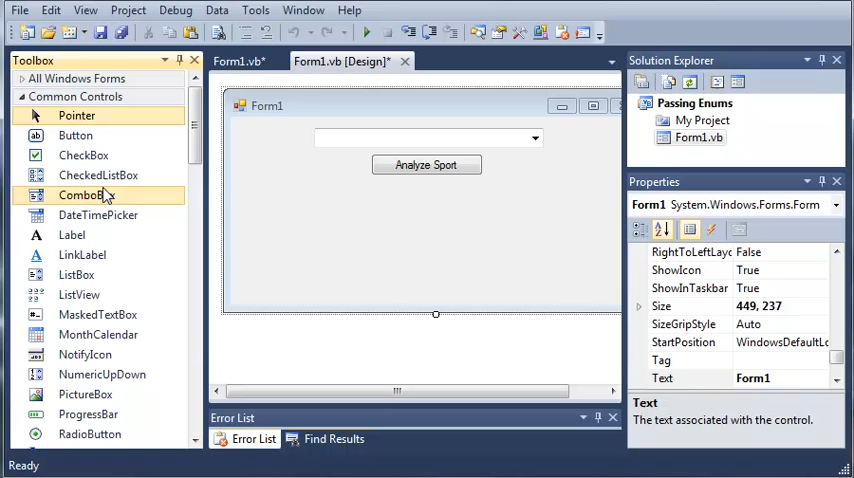 File Edit View Project Debug Data Tools Window Help
Toolbox
All Windows Forms
Common Controls
Pointer
Button
CheckBox
CheckedListBox
ComboBox
DateTimePicker
Label
LinkLabel
ListBox
ListView
MaskedTextBox
MonthCalendar
NotifyIcon
NumericUpDown
PictureBox
ProgressBar
RadioButton
Form1.vb* Form1.vb [Design]*
Form1
Analyze Sport
Error List
Error List Find Results
Solution Explorer
Passing Enums
My Project
Form1.vb
Properties
Form1 System.Windows.Forms.Form
RightToLeftLayo False
ShowIcon True
ShowInTaskbar True
Size 449, 237
SizeGripStyle Auto
StartPosition WindowsDefaultLo
Tag
Text Form1
Text
The text associated with the control.
Ready